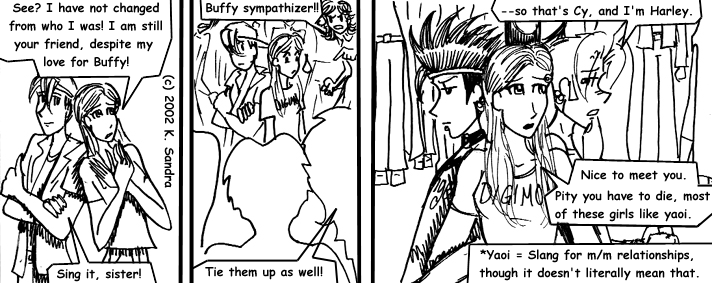 See? I have not changed
from who I was! I am still
your friend, despite my
love for Buffy!
Sing it, sister!
(c) 2002 K. Sandra
Buffy sympathizer!!
DIGIMO
Tie them up as well!
--so that's Cy, and I'm Harley.
DIGIMO
Nice to meet you.
Pity you have to die, most
of these girls like yaoi.
*Yaoi = Slang for m/m relationships,
though it doesn't literally mean that.